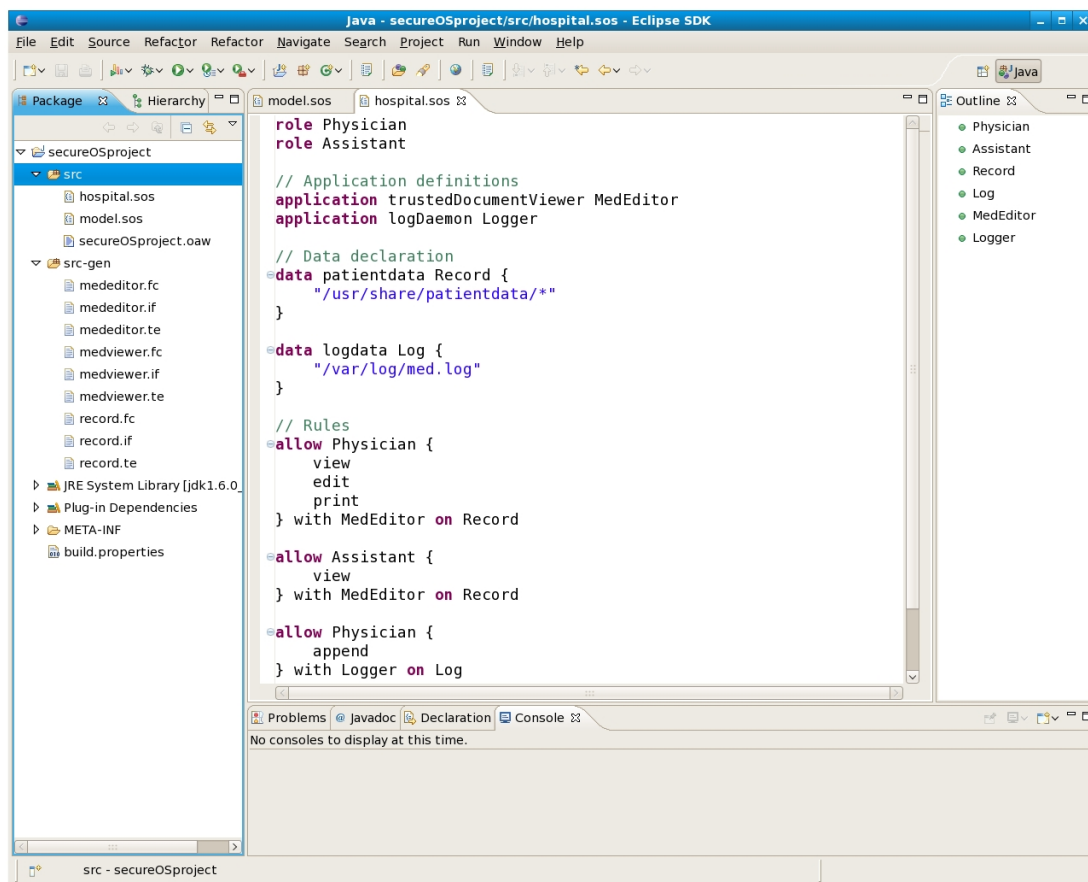 Java - secureOSproject/src/hospital.sos - Eclipse SDK
File Edit Source Refactor Refactor Navigate Search Project Run Window Help
Java
Package
Hierarchy
secureOSproject
src
hospital.sos
model.sos
secureOSproject.oaw
src-gen
mededitor.fc
mededitor.if
mededitor.te
medviewer.fc
medviewer.if
medviewer.te
record.fc
record.if
record.te
JRE System Library [jdk1.6.0_
Plug-in Dependencies
META-INF
build.properties
model.sos
hospital.sos
role Physician
role Assistant
// Application definitions
application trustedDocumentViewer MedEditor
application logDaemon Logger
// Data declaration
data patientdata Record {
"/usr/share/patientdata/*"
}
data logdata Log {
"/var/log/med.log"
}
// Rules
allow Physician {
view
edit
print
} with MedEditor on Record
allow Assistant {
view
} with MedEditor on Record
allow Physician {
append
} with Logger on Log
Outline
Physician
Assistant
Record
Log
MedEditor
Logger
Problems @ Javadoc Declaration Console
No consoles to display at this time.
src - secureOSproject